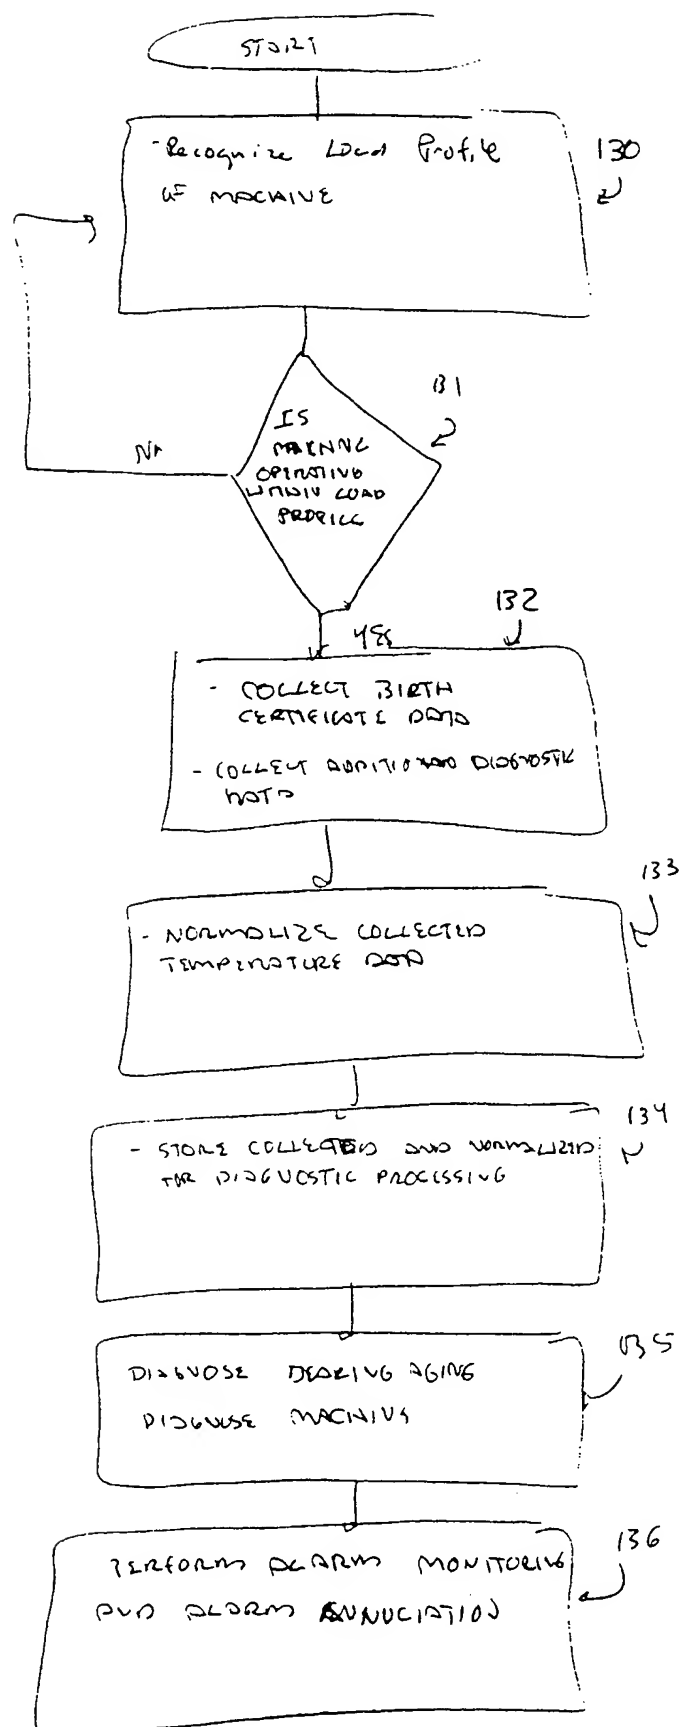 START
- Recognize Load Profile
OF MACHINE
130
131
IS
MACHINE
OPERATING
WITHIN LOAD
PROFILE
No
YES
132
- COLLECT BIRTH
CERTIFICATE DATA
- COLLECT ADDITIONAL DIAGNOSTIC
DATA
133
- NORMALIZE COLLECTED
TEMPERATURE DATA
134
- STORE COLLECTED AND NORMALIZED
FOR DIAGNOSTIC PROCESSING
135
DIAGNOSE BEARING AGING
DIAGNOSE MACHINE
136
PERFORM ALARM MONITORING
AND ALARM ANNUCIATION